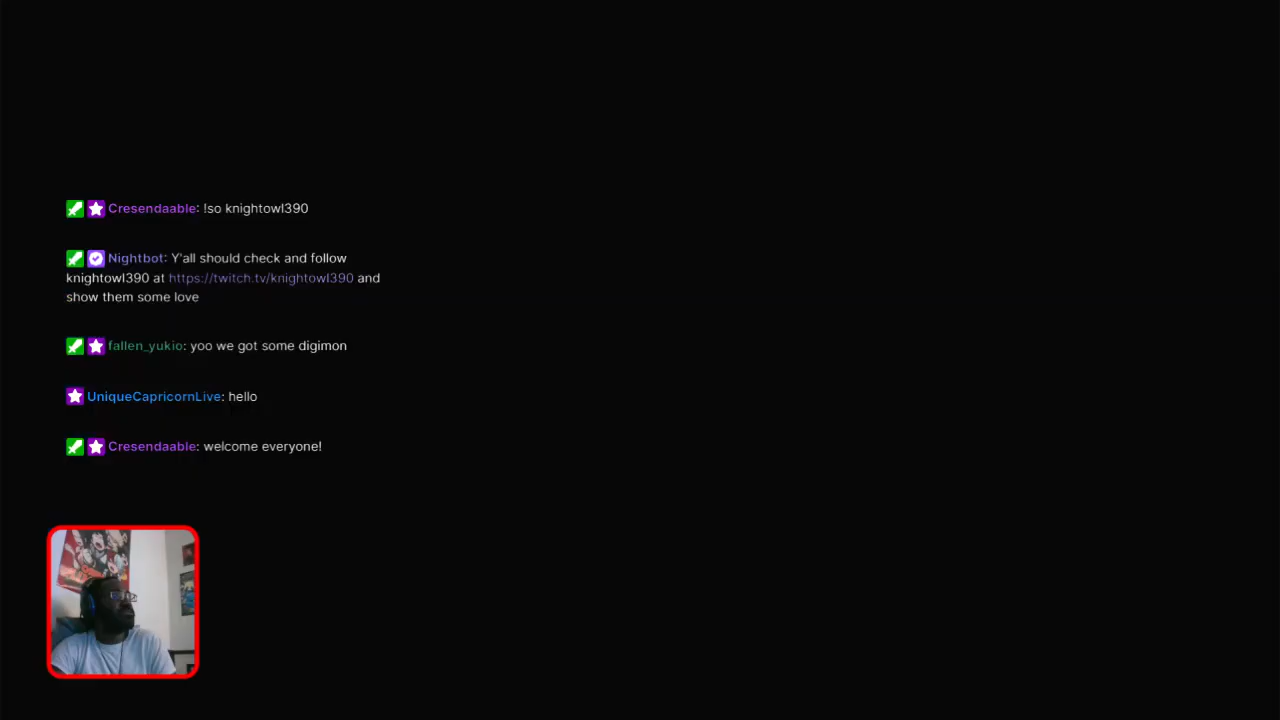 Cresendaable: !so knightowl390
Nightbot: Y'all should check and follow
knightowl390 at https://twitch.tv/knightowl390 and
show them some love
fallen_yukio: yoo we got some digimon
UniqueCapricornLive: hello
Cresendaable: welcome everyone!